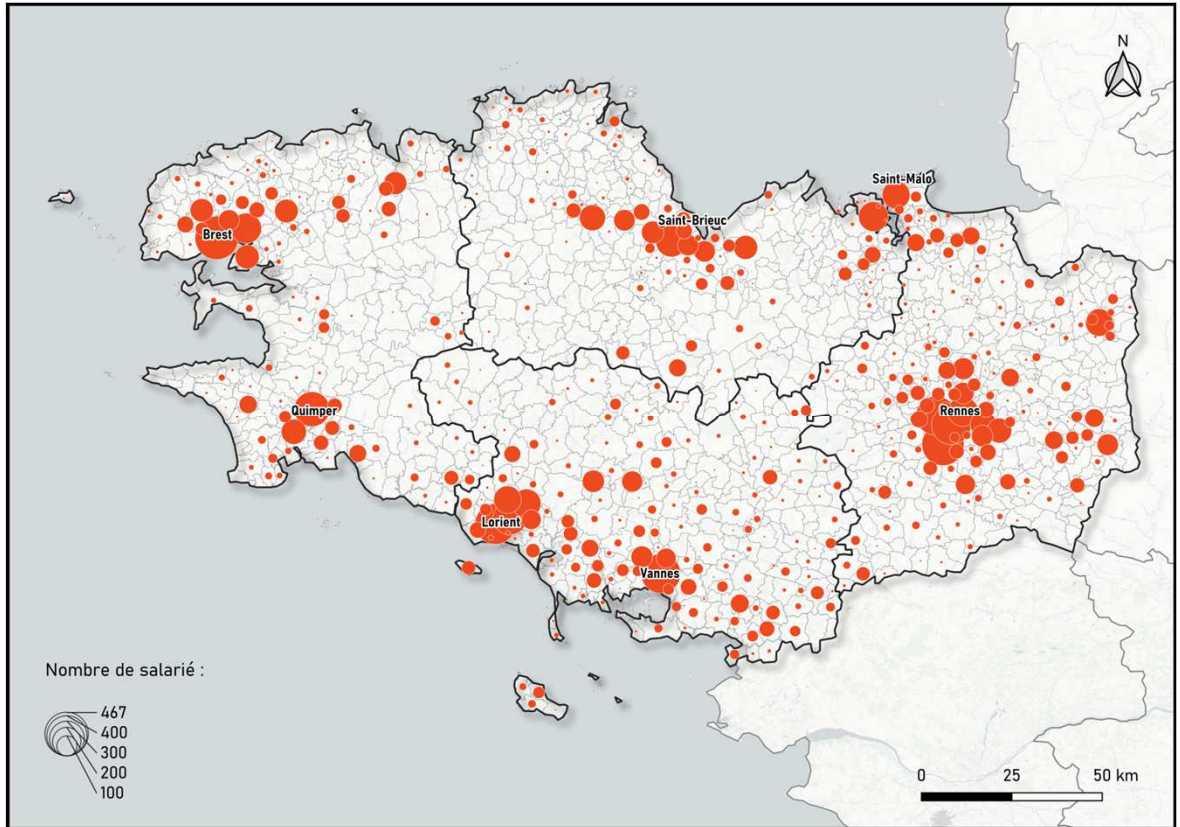 N
Saint-Malo
Saint-Brieuc
Brest
Quimper
Rennes
Lorient
Vannes
Nombre de salarié :
467
400
300
200
100
0 25 50 km